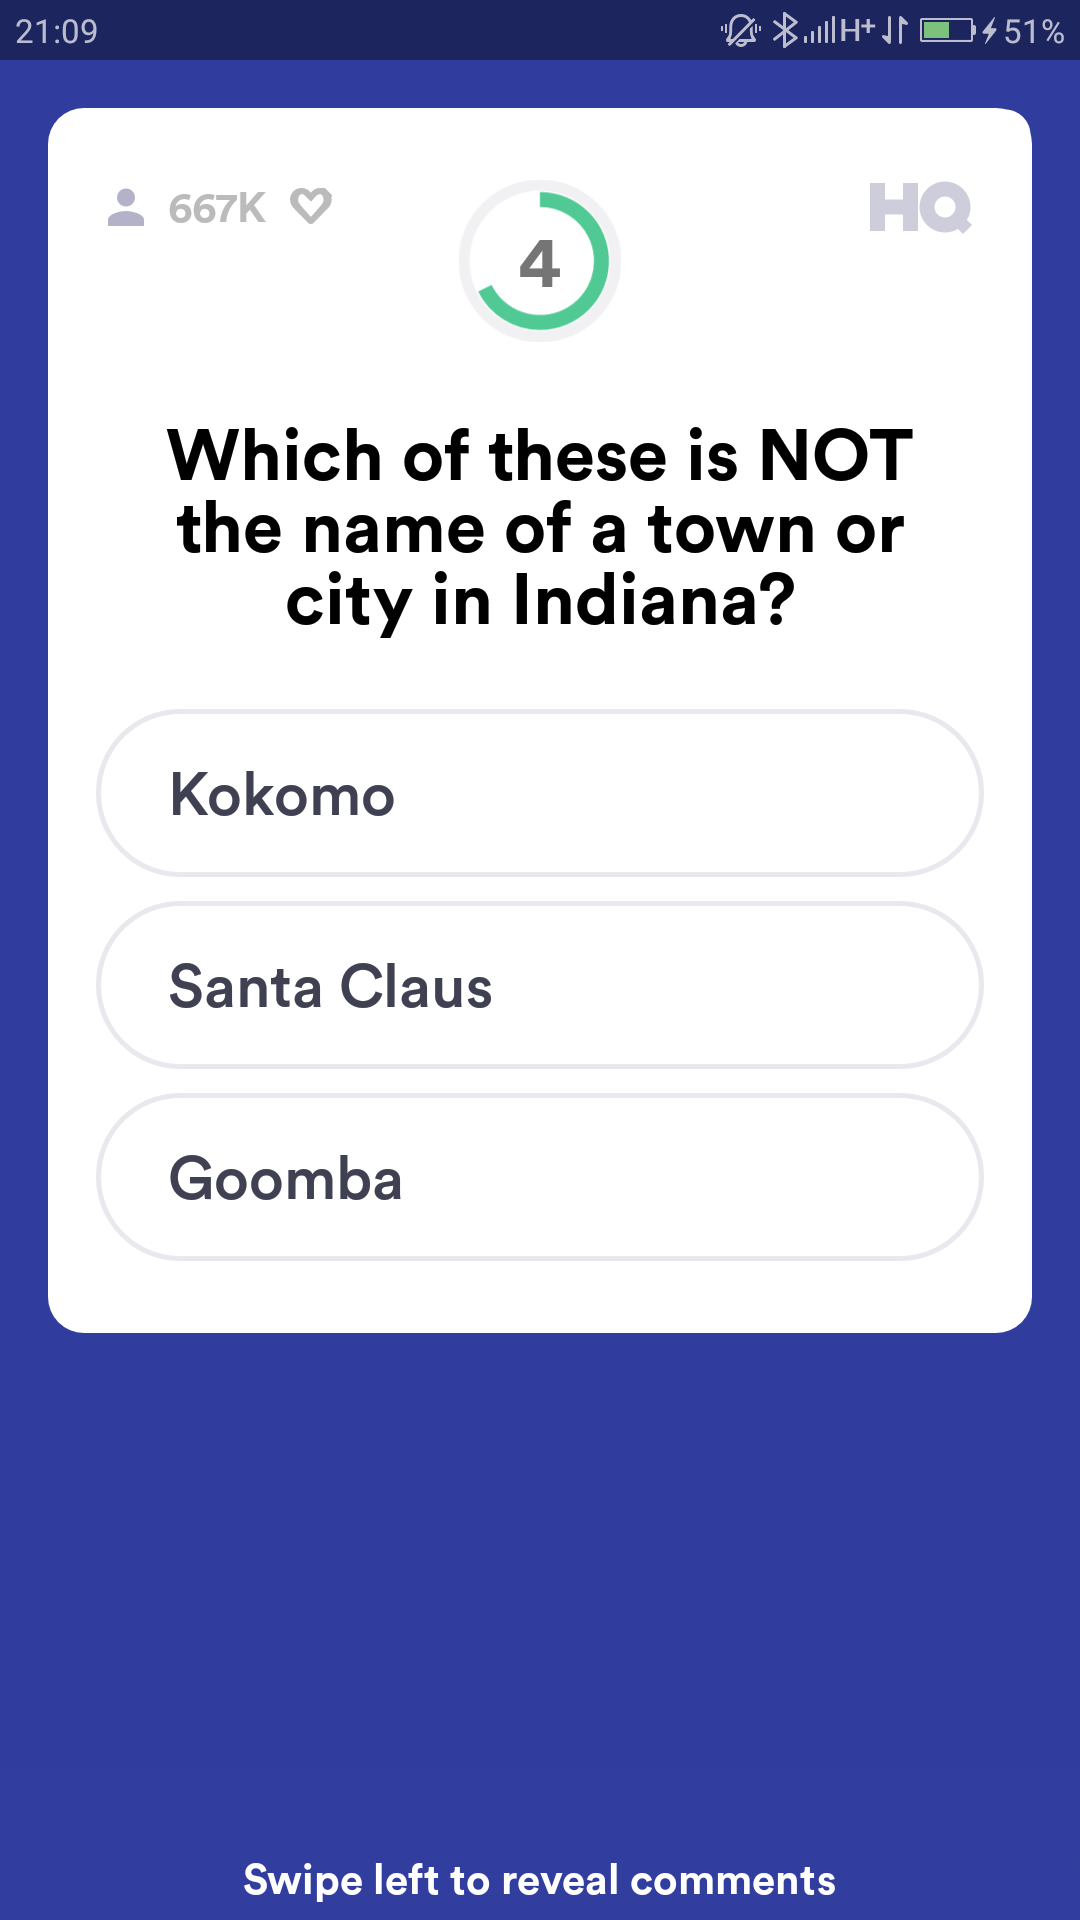 21:09 H+ 51%
667K HQ
4
Which of these is NOT
the name of a town or
city in Indiana?
Kokomo
Santa Claus
Goomba
Swipe left to reveal comments